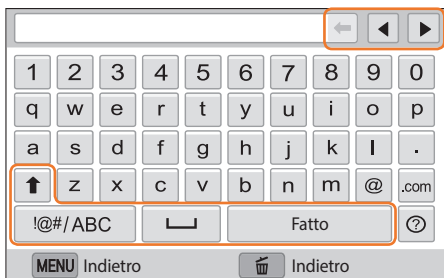 1 2 3 4 5 6 7 8 9 0
q w e r t y u i o p
a s d f g h j k l .
z x c v b n m @ .com
!@#/ABC Fatto ?
MENU Indietro Indietro